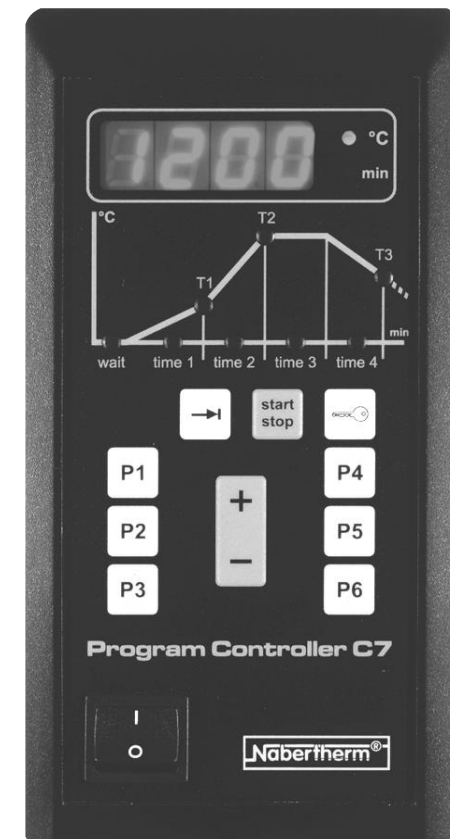 1200
°C
min
°C
T2
T3
T1
min
wait time 1 time 2 time 3 time 4
start
stop
P1
P4
+
P2
P5
−
P3
P6
Program Controller C7
I
O
Nabertherm®